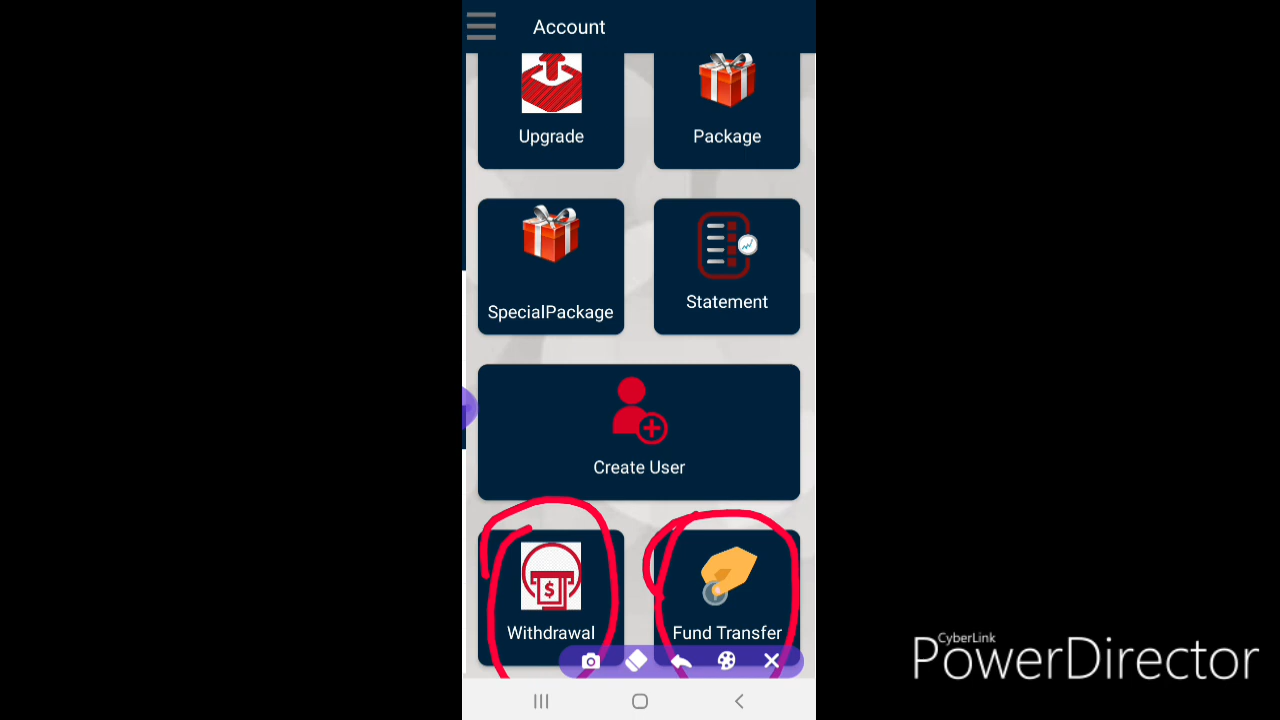 Account
Upgrade
Package
SpecialPackage
Statement
Create User
$
Withdrawal
Fund Transfer
CyberLink
PowerDirector